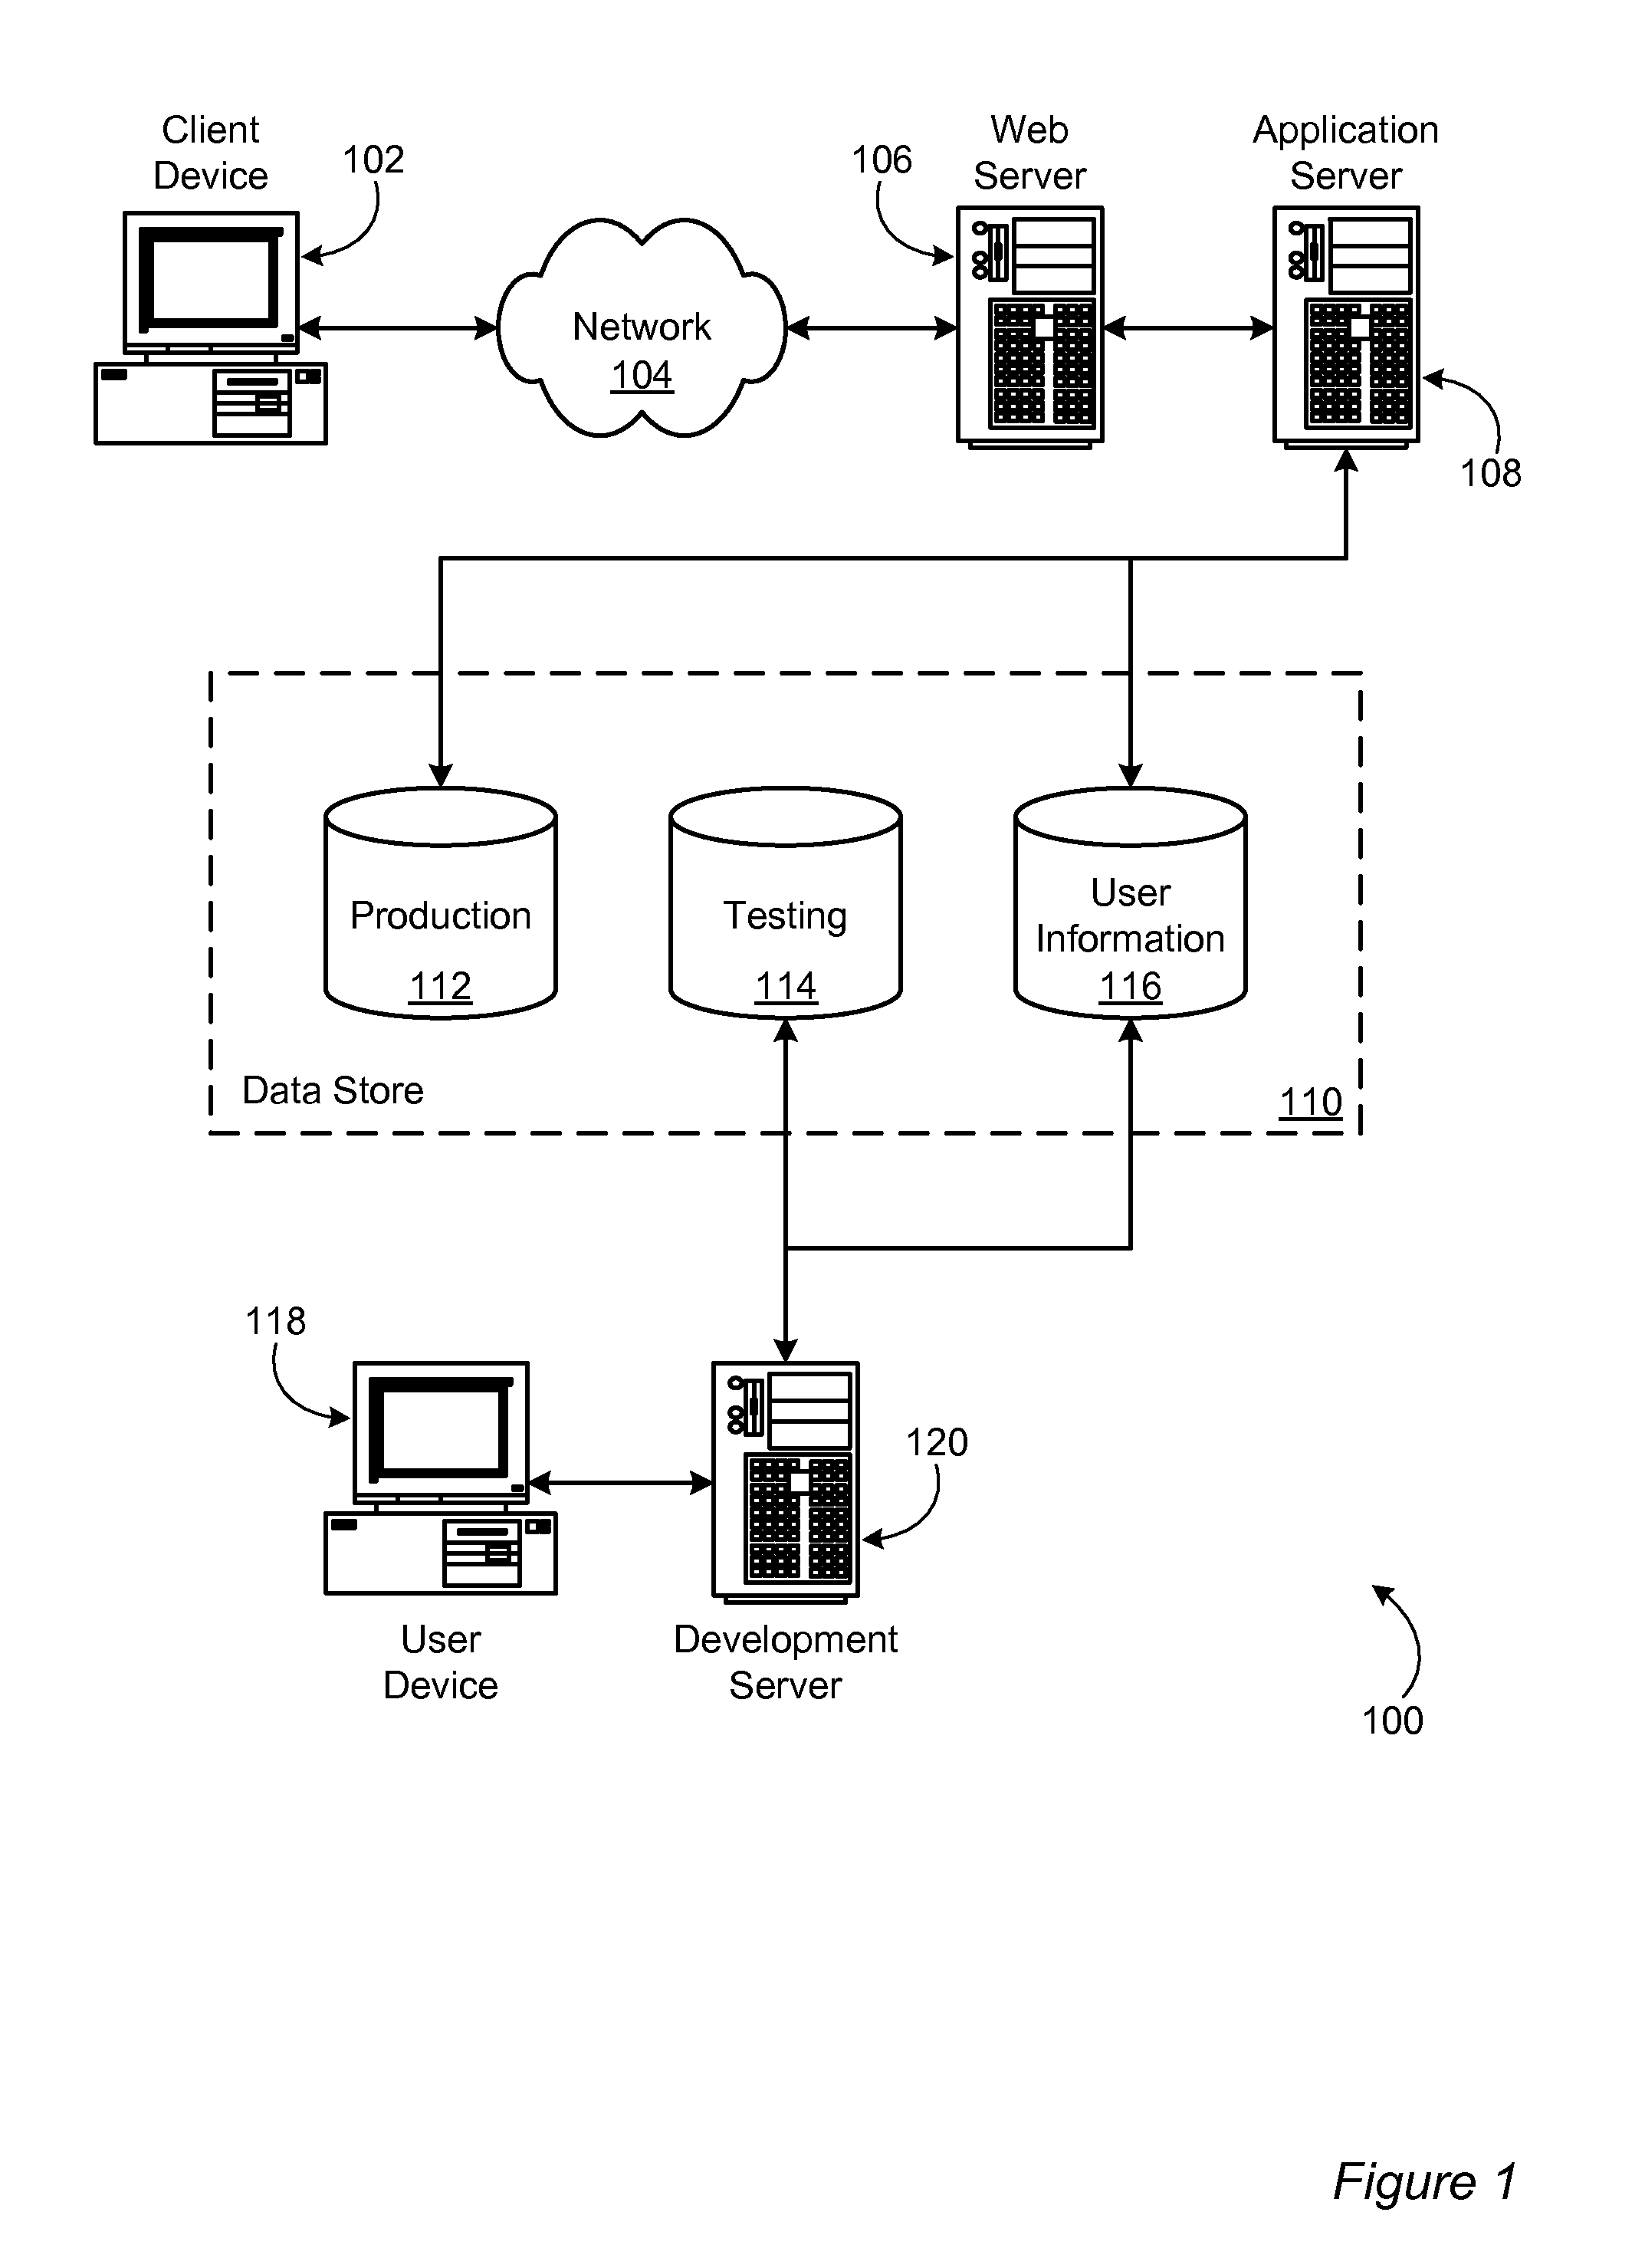 Client
Device
102
Network
104
106
Web
Server
Application
Server
108
Production
112
Testing
114
User
Information
116
Data Store
110
118
User
Device
120
Development
Server
100
Figure 1